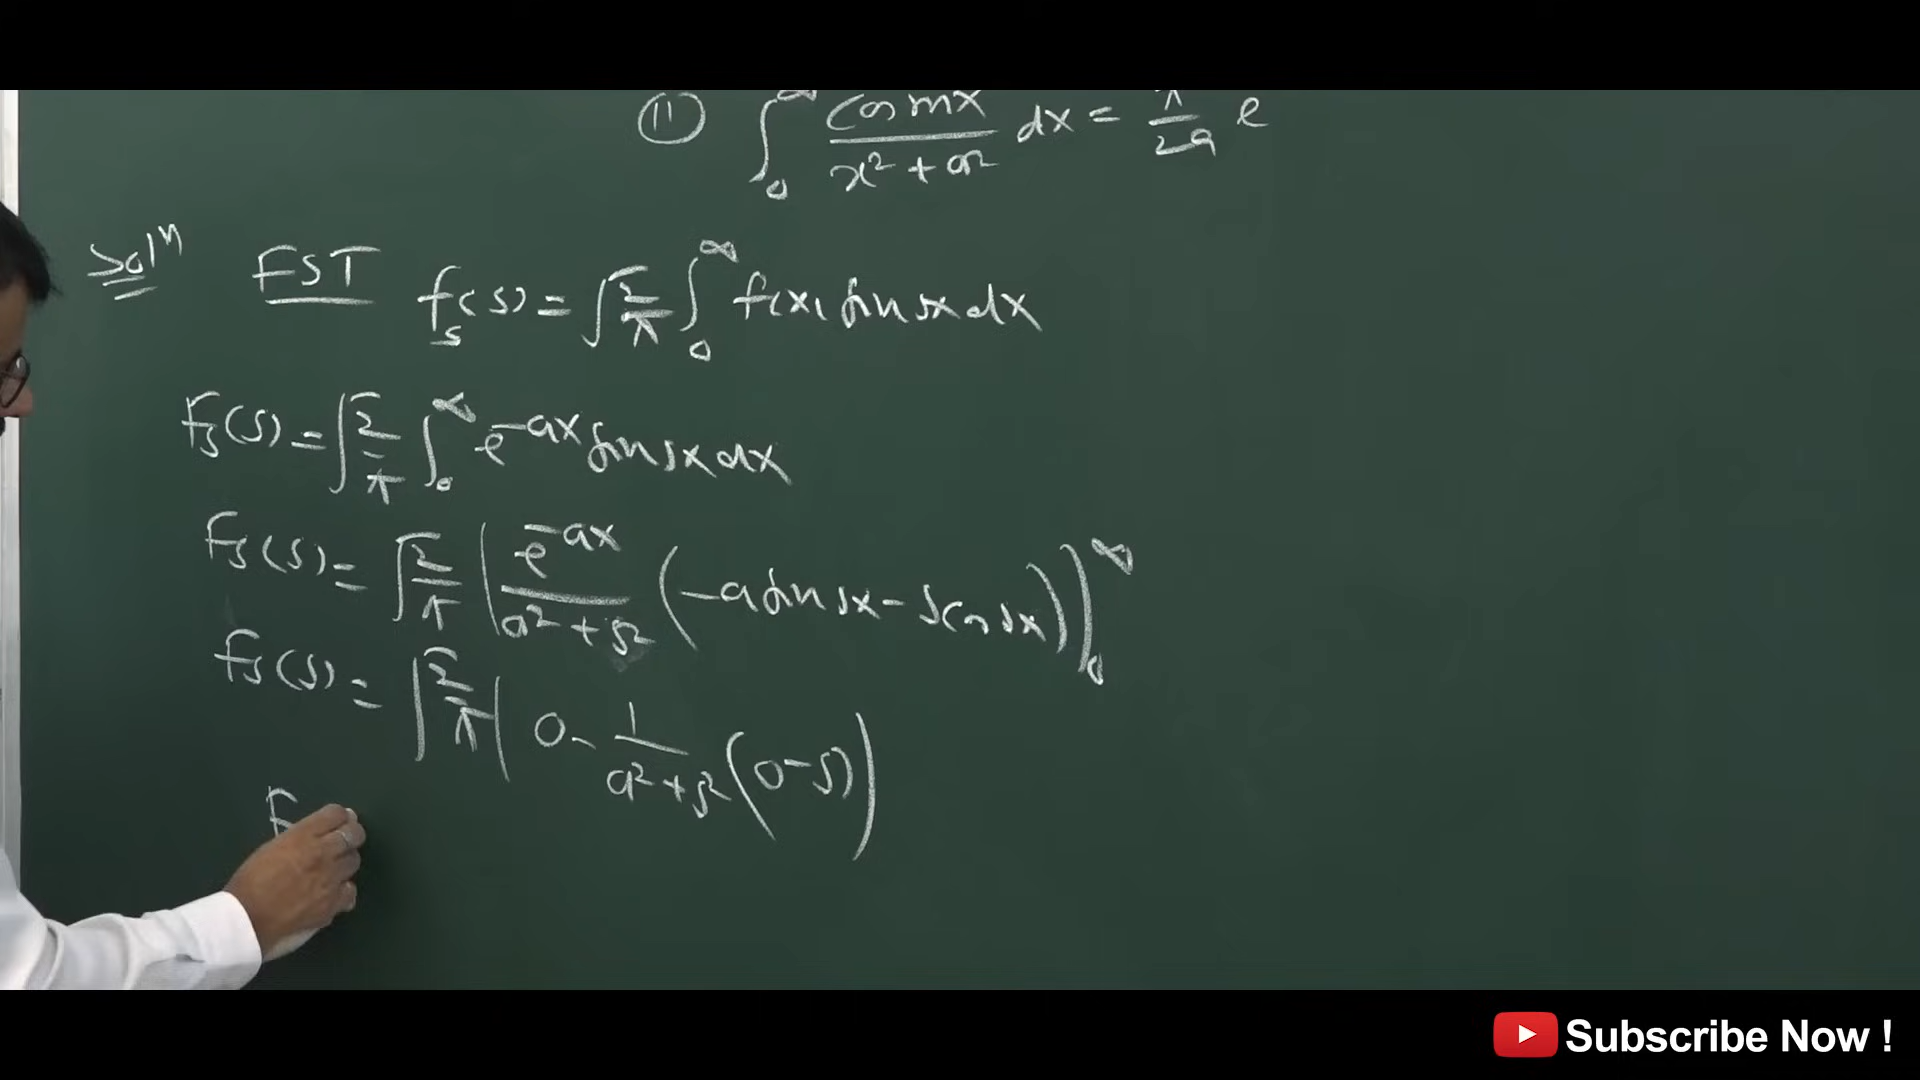 (II) ∫₀^∞ cos mx / x² + a² dx = π/2a e
Solⁿ FST f_s(s) = √2/π ∫₀^∞ f(x) sin sx dx
F_s(s) = √2/π ∫₀^∞ e^-ax sin sx dx
F_s(s) = √2/π ( e^-ax / a² + s² ( -a sin sx - s cos sx ) )₀^∞
F_s(s) = √2/π ( 0 - 1 / a² + s² ( 0 - s ) )
F
Subscribe Now !